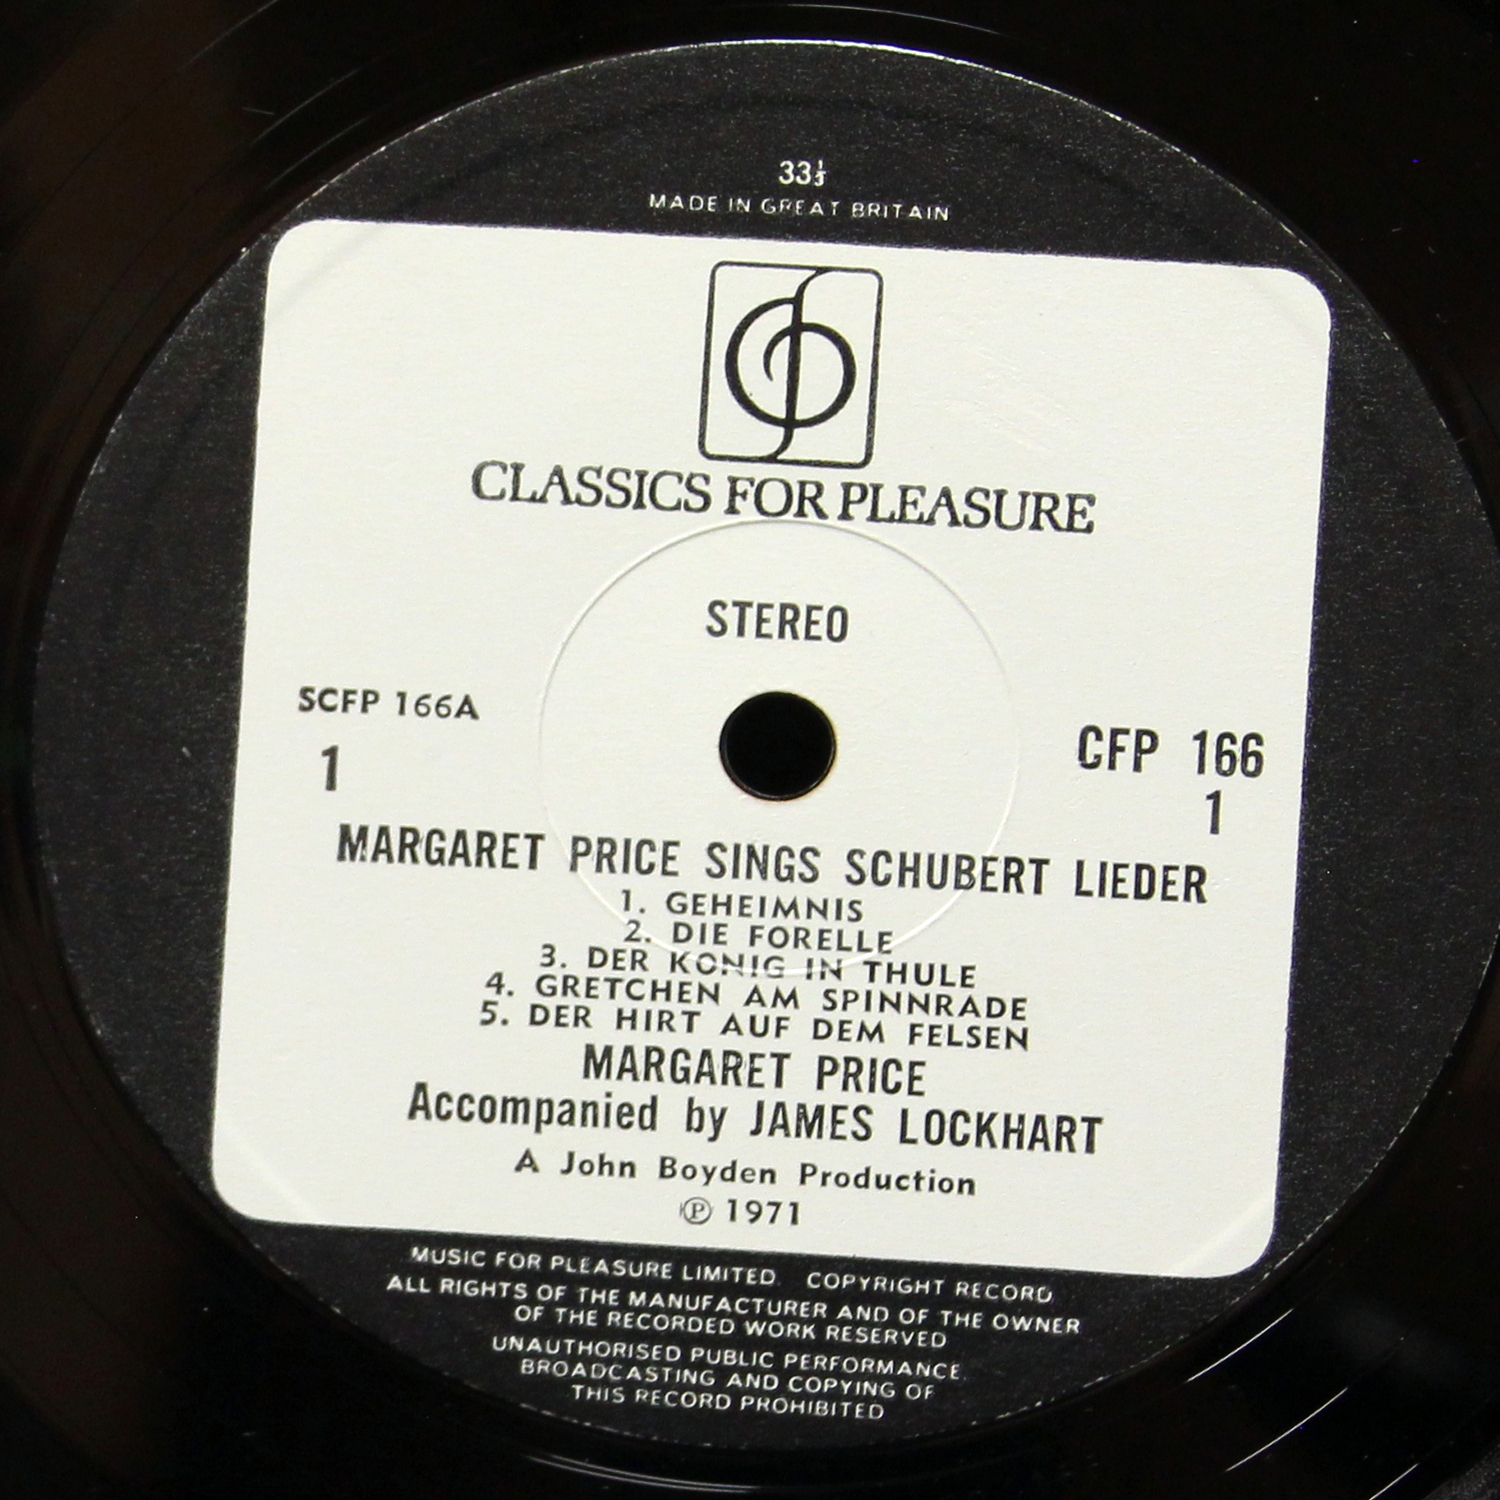 33⅓
MADE IN GREAT BRITAIN
CLASSICS FOR PLEASURE
STEREO
SCFP 166A
1
CFP 166
1
MARGARET PRICE SINGS SCHUBERT LIEDER
1. GEHEIMNIS
2. DIE FORELLE
3. DER KONIG IN THULE
4. GRETCHEN AM SPINNRADE
5. DER HIRT AUF DEM FELSEN
MARGARET PRICE
Accompanied by JAMES LOCKHART
A John Boyden Production
℗ 1971
MUSIC FOR PLEASURE LIMITED. COPYRIGHT RECORD
ALL RIGHTS OF THE MANUFACTURER AND OF THE OWNER
OF THE RECORDED WORK RESERVED
UNAUTHORISED PUBLIC PERFORMANCE,
BROADCASTING AND COPYING OF
THIS RECORD PROHIBITED